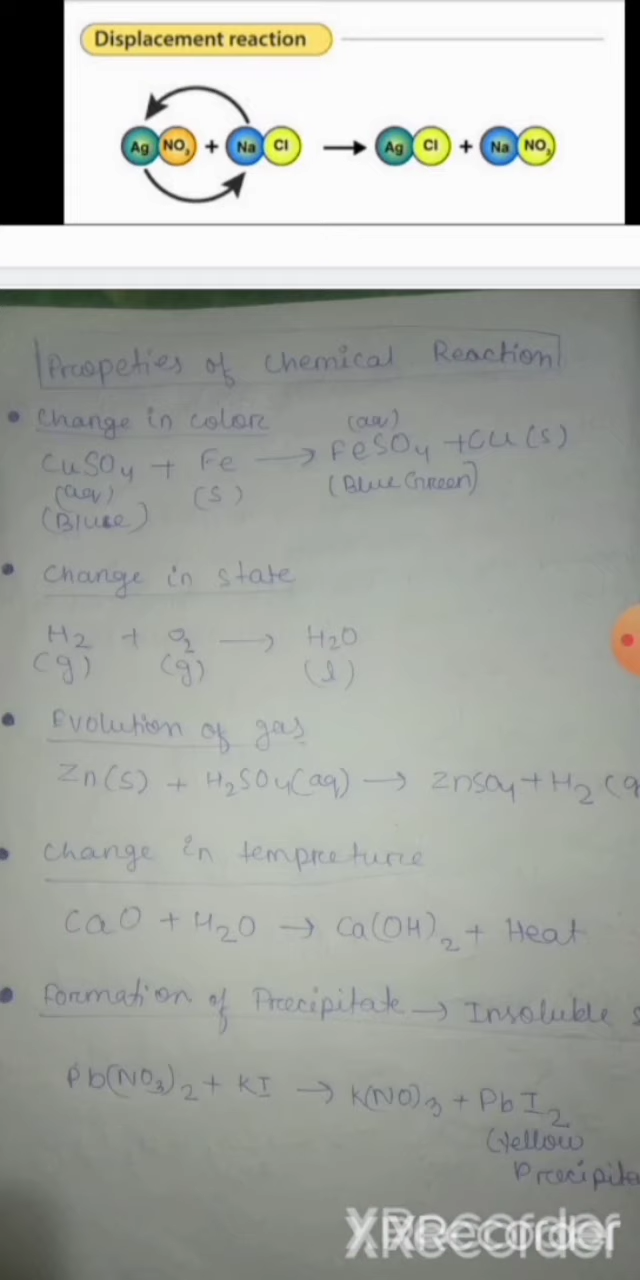 Displacement reaction
Ag NO₃ + Na Cl → Ag Cl + Na NO₃
Propeties of Chemical Reaction
• Change in color
(aq)
CuSO₄ + Fe → FeSO₄ + Cu (s)
(aq) (s) (Blue Green)
(Bluse)
• Change in state
H₂ + O₂ → H₂O
(g) (g) (l)
• Evolution of gas
Zn(s) + H₂SO₄(aq) → ZnSO₄ + H₂ (g
• Change in tempreture
CaO + H₂O → Ca(OH)₂ + Heat
• Formation of Precipitate → Insoluble s
Pb(NO₃)₂ + KI → K(NO)₃ + PbI₂
(Yellow
Precipita
XRecorder